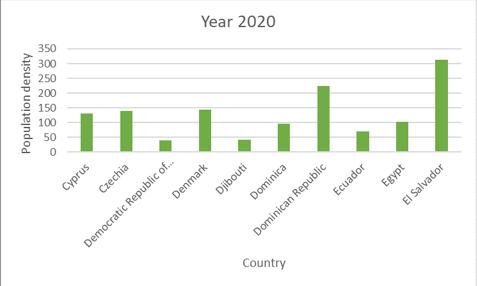 Year 2020
Population density
350
300
250
200
150
100
50
0
Cyprus
Czechia
Democratic Republic of...
Denmark
Djibouti
Dominica
Dominican Republic
Ecuador
Egypt
El Salvador
Country